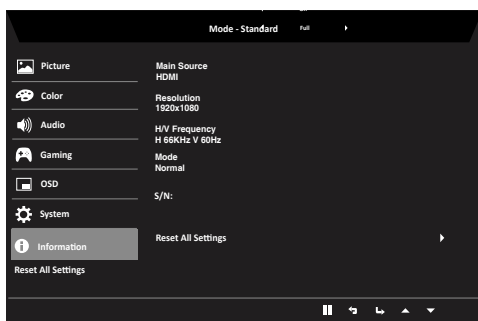 Mode - Standard Full
Picture
Color
Audio
Gaming
OSD
System
Information
Reset All Settings
Main Source
HDMI
Resolution
1920x1080
H/V Frequency
H 66KHz V 60Hz
Mode
Normal
S/N:
Reset All Settings